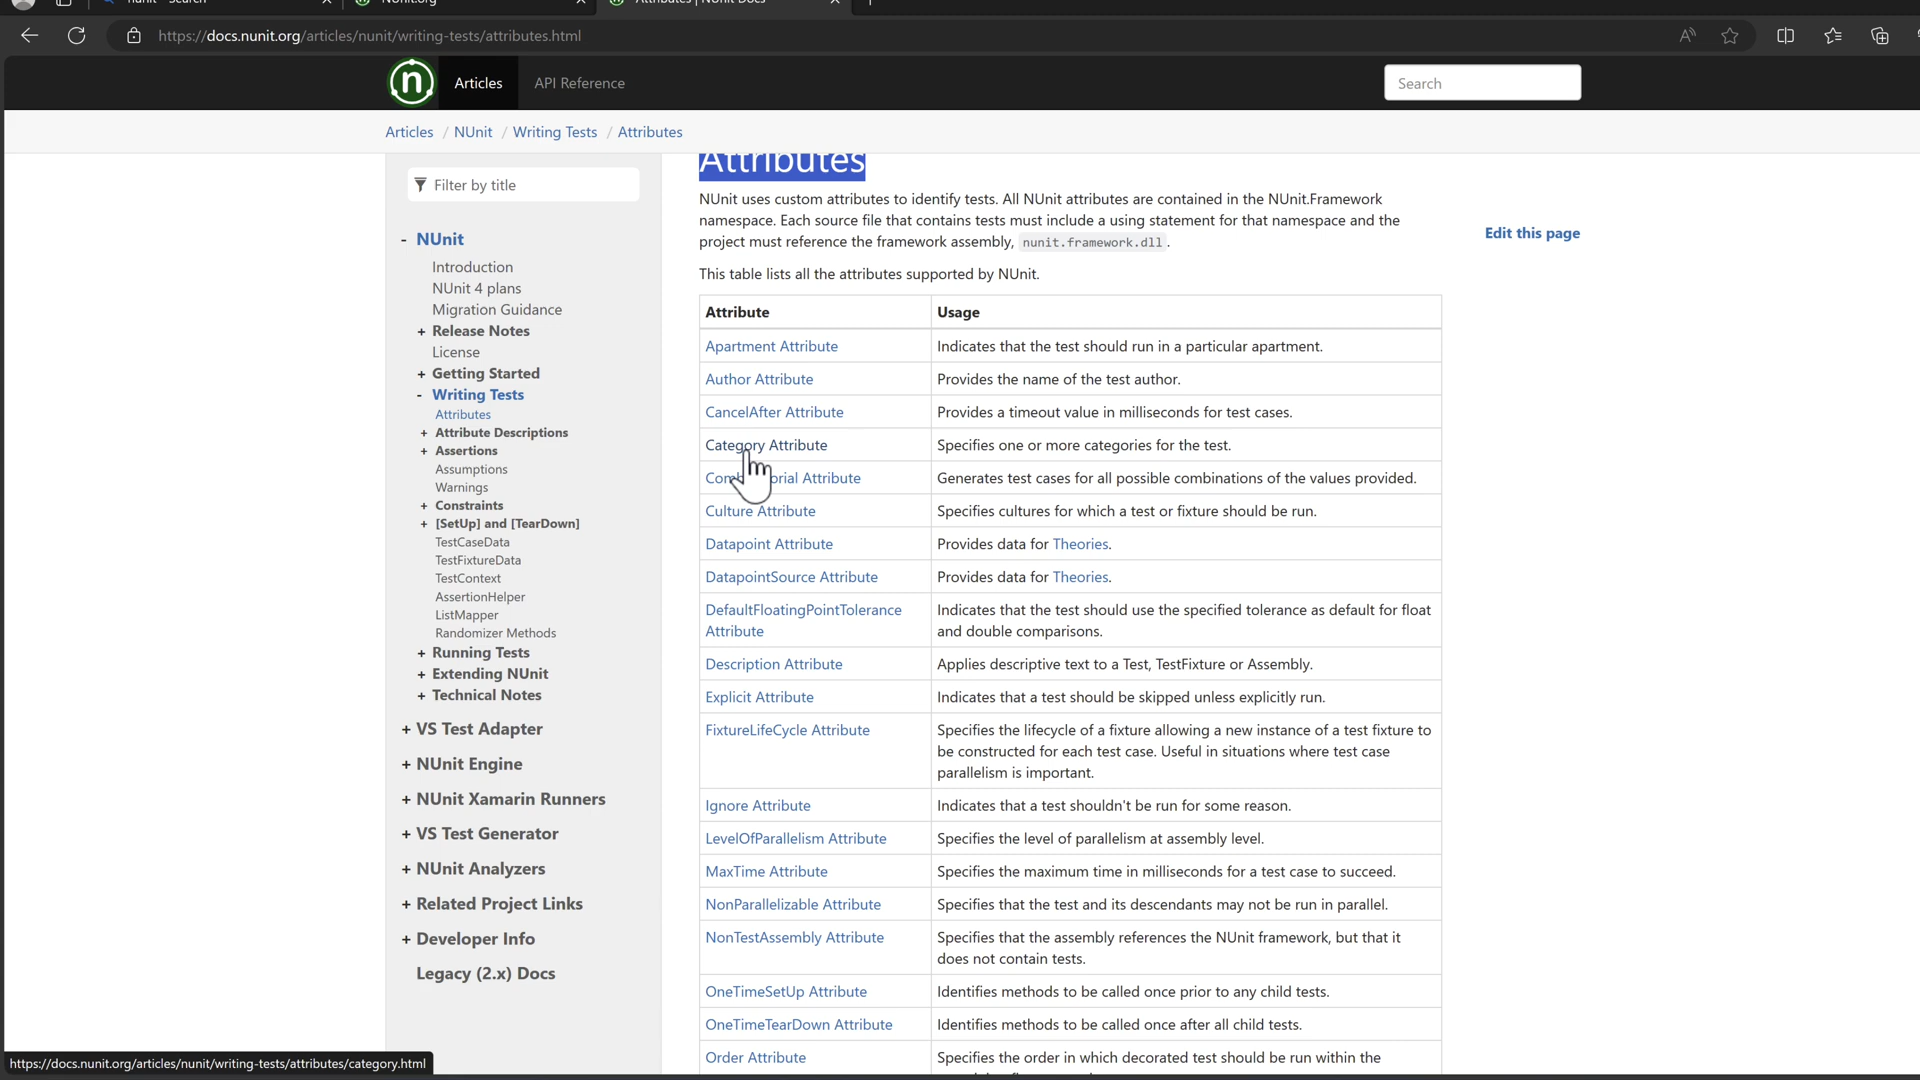 nunit - Search
NUnit.org
Attributes | NUnit Docs
https://docs.nunit.org/articles/nunit/writing-tests/attributes.html
n
Articles
API Reference
Search
Articles / NUnit / Writing Tests / Attributes
Filter by title
- NUnit
Introduction
NUnit 4 plans
Migration Guidance
+ Release Notes
License
+ Getting Started
- Writing Tests
Attributes
+ Attribute Descriptions
+ Assertions
Assumptions
Warnings
+ Constraints
+ [SetUp] and [TearDown]
TestCaseData
TestFixtureData
TestContext
AssertionHelper
ListMapper
Randomizer Methods
+ Running Tests
+ Extending NUnit
+ Technical Notes
+ VS Test Adapter
+ NUnit Engine
+ NUnit Xamarin Runners
+ VS Test Generator
+ NUnit Analyzers
+ Related Project Links
+ Developer Info
Legacy (2.x) Docs
Attributes
NUnit uses custom attributes to identify tests. All NUnit attributes are contained in the NUnit.Framework
namespace. Each source file that contains tests must include a using statement for that namespace and the
project must reference the framework assembly, nunit.framework.dll.
This table lists all the attributes supported by NUnit.
Attribute Usage
Apartment Attribute Indicates that the test should run in a particular apartment.
Author Attribute Provides the name of the test author.
CancelAfter Attribute Provides a timeout value in milliseconds for test cases.
Category Attribute Specifies one or more categories for the test.
Attribute Generates test cases for all possible combinations of the values provided.
Culture Attribute Specifies cultures for which a test or fixture should be run.
Datapoint Attribute Provides data for Theories.
DatapointSource Attribute Provides data for Theories.
DefaultFloatingPointTolerance Indicates that the test should use the specified tolerance as default for float
Attribute and double comparisons.
Description Attribute Applies descriptive text to a Test, TestFixture or Assembly.
Explicit Attribute Indicates that a test should be skipped unless explicitly run.
FixtureLifeCycle Attribute Specifies the lifecycle of a fixture allowing a new instance of a test fixture to
be constructed for each test case. Useful in situations where test case
parallelism is important.
Ignore Attribute Indicates that a test shouldn't be run for some reason.
LevelOfParallelism Attribute Specifies the level of parallelism at assembly level.
MaxTime Attribute Specifies the maximum time in milliseconds for a test case to succeed.
NonParallelizable Attribute Specifies that the test and its descendants may not be run in parallel.
NonTestAssembly Attribute Specifies that the assembly references the NUnit framework, but that it
does not contain tests.
OneTimeSetUp Attribute Identifies methods to be called once prior to any child tests.
OneTimeTearDown Attribute Identifies methods to be called once after all child tests.
Order Attribute Specifies the order in which decorated test should be run within the
Edit this page
https://docs.nunit.org/articles/nunit/writing-tests/attributes/category.html